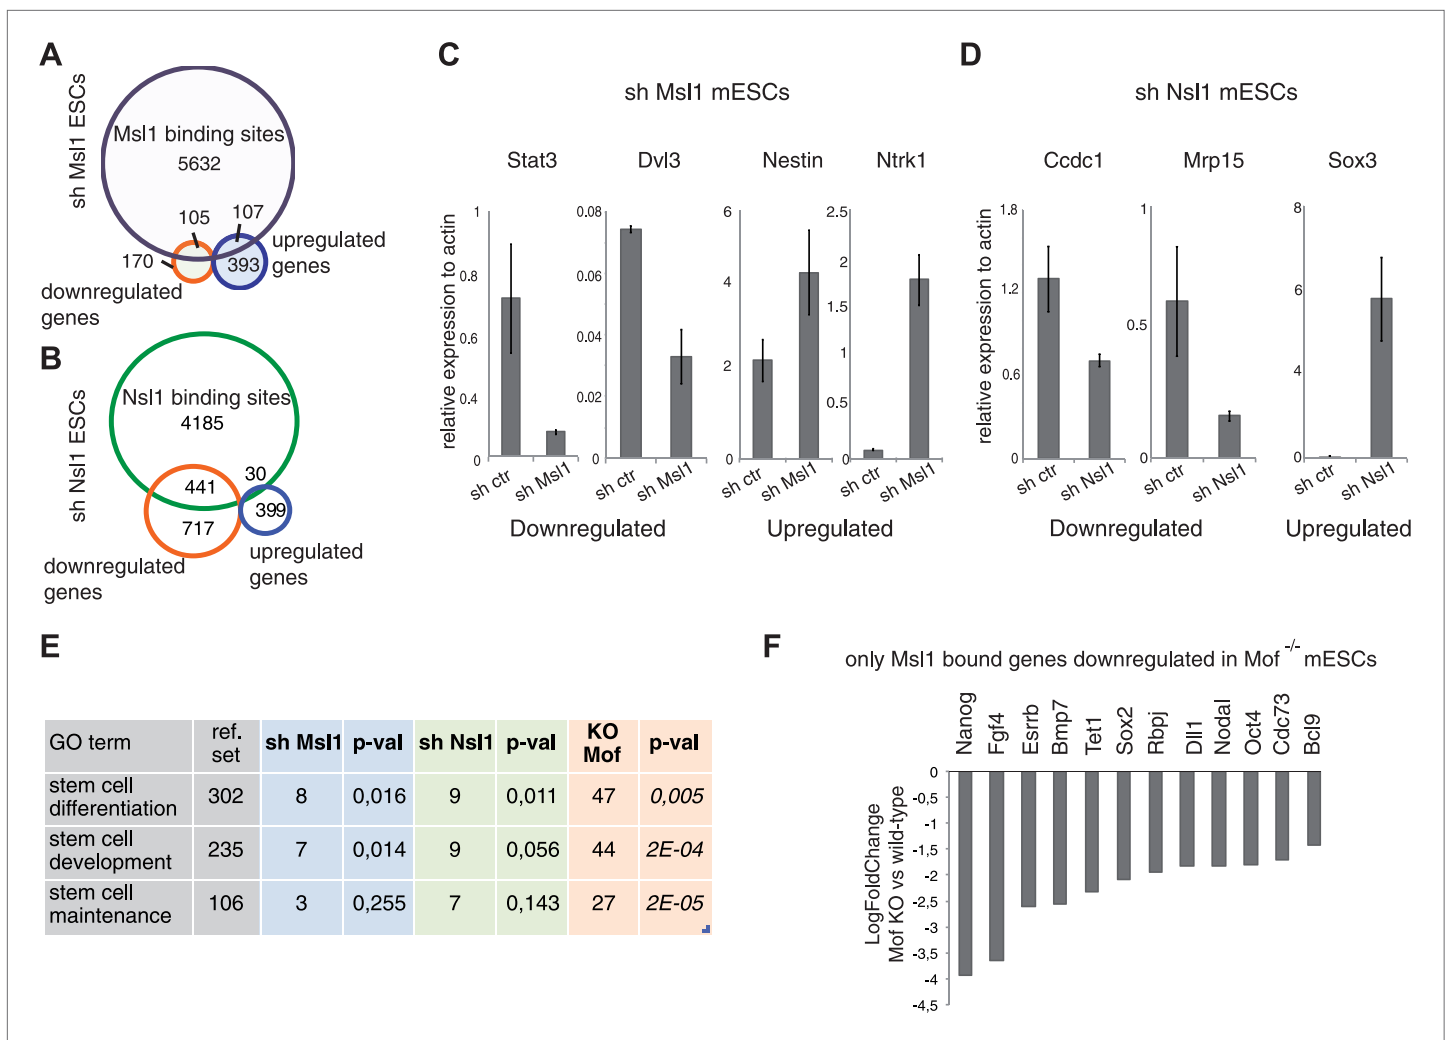 A
sh Msl1 ESCs
Msl1 binding sites
5632
105
107
170
393
upregulated
genes
downregulated
genes
B
sh Nsl1 ESCs
Nsl1 binding sites
4185
441
30
717
399
downregulated
genes
upregulated
genes
C
sh Msl1 mESCs
relative expression to actin
Stat3
1
0.8
0.6
0.4
0
sh ctr
sh Msl1
Dvl3
0.08
0.06
0.04
0.02
0
sh ctr
sh Msl1
Downregulated
Nestin
6
4
2
0
sh ctr
sh Msl1
Ntrk1
2.5
2
1.5
2.5
1
0.5
0
sh ctr
sh Msl1
Upregulated
D
sh Nsl1 mESCs
relative expression to actin
Ccdc1
1.8
1.2
0.6
0
sh ctr
sh Nsl1
Mrp15
1
0.5
0
sh ctr
sh Nsl1
Downregulated
Sox3
8
6
4
0
sh ctr
sh Nsl1
Upregulated
E
GO term ref. set sh Msl1 p-val sh Nsl1 p-val KO Mof p-val
stem cell differentiation 302 8 0,016 9 0,011 47 0,005
stem cell development 235 7 0,014 9 0,056 44 2E-04
stem cell maintenance 106 3 0,255 7 0,143 27 2E-05
F
only Msl1 bound genes downregulated in Mof -/- mESCs
Nanog
Fgf4
Esrrb
Bmp7
Tet1
Sox2
Rbpj
Dll1
Nodal
Oct4
Cdc73
Bcl9
LogFoldChange
Mof KO vs wild-type
0
-0,5
-1
-1,5
-2
-2,5
-3
-3,5
-4
-4,5